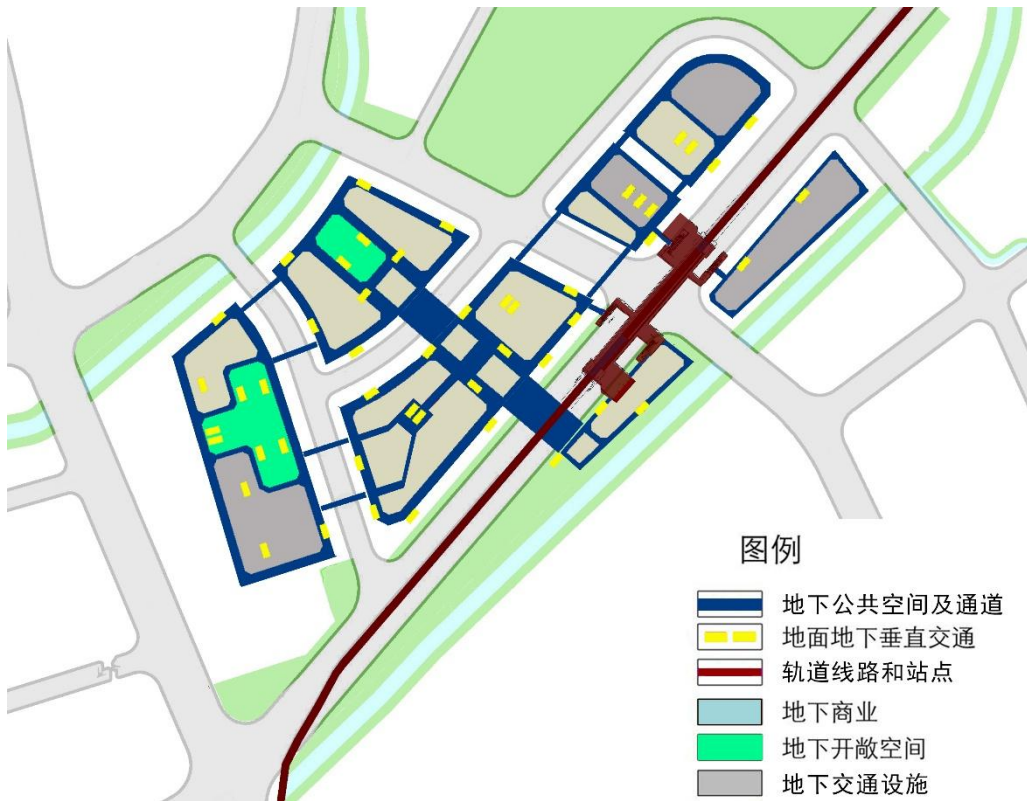 图例
地下公共空间及通道
地面地下垂直交通
轨道线路和站点
地下商业
地下开敞空间
地下交通设施